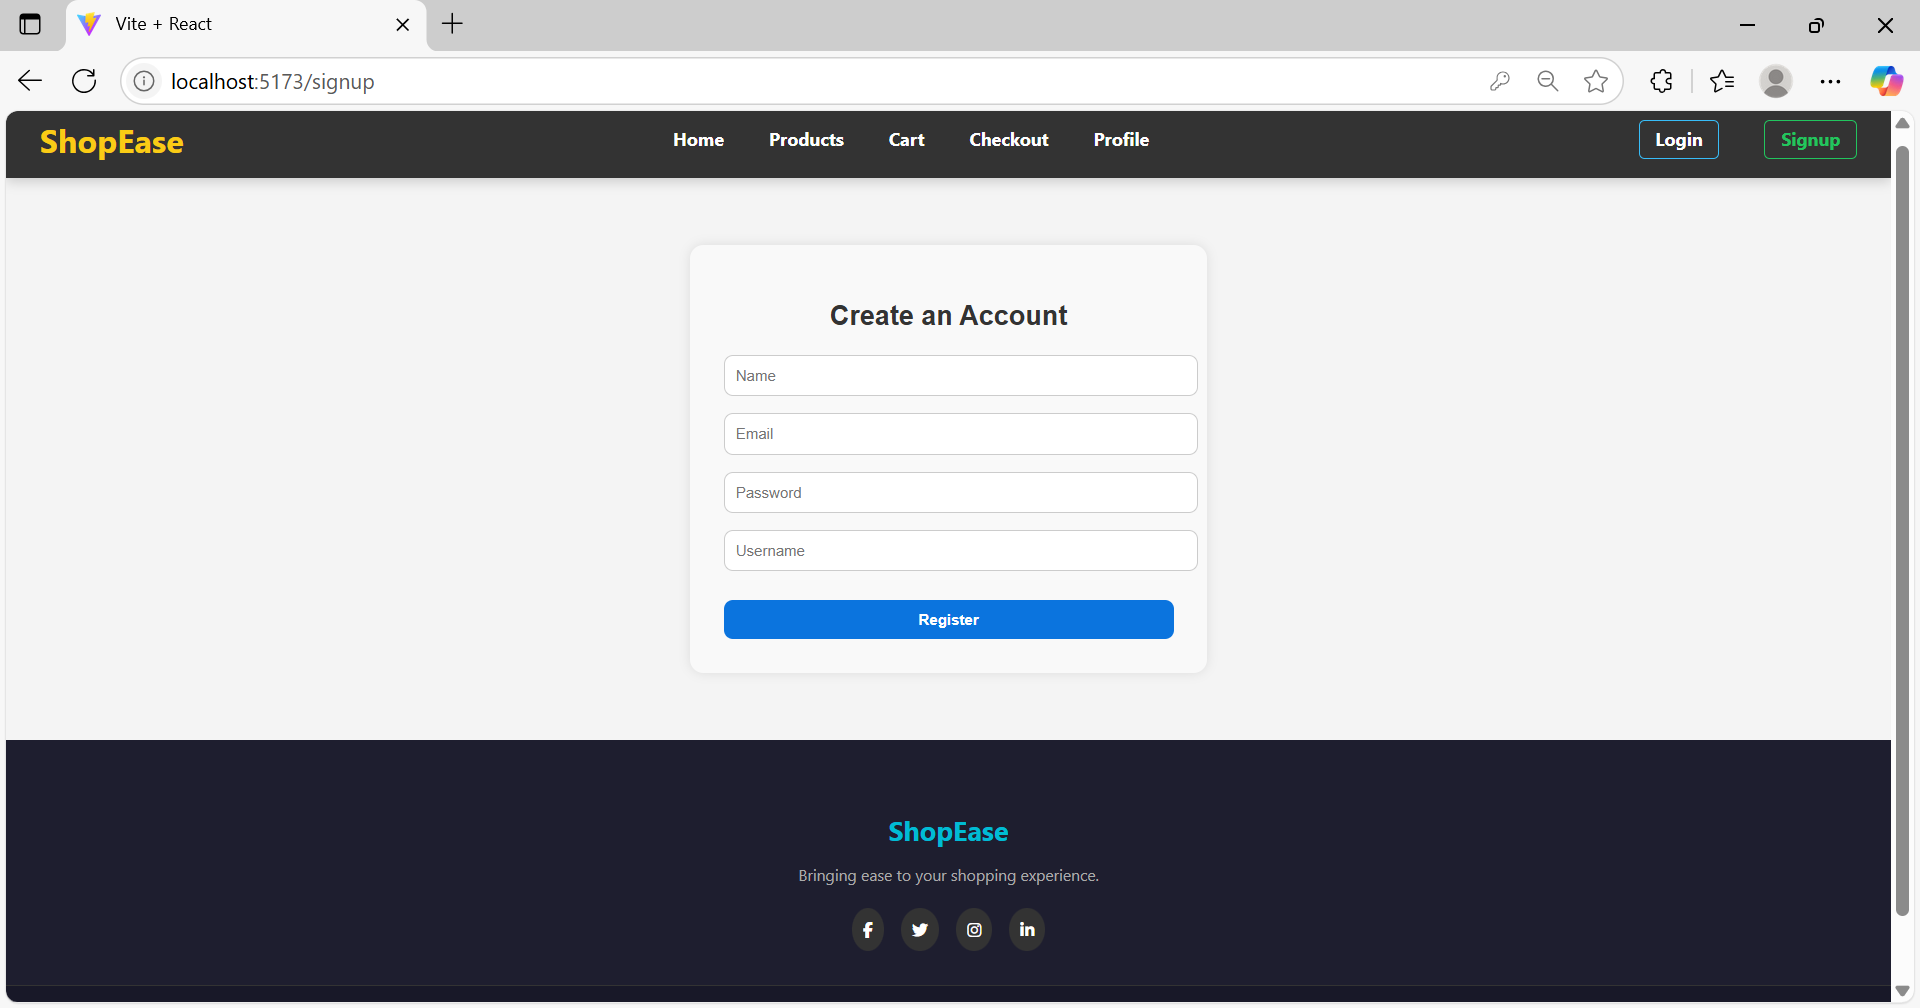 Vite + React
localhost:5173/signup
ShopEase
Home Products Cart Checkout Profile
Login Signup
Create an Account
Name
Email
Password
Username
Register
ShopEase
Bringing ease to your shopping experience.